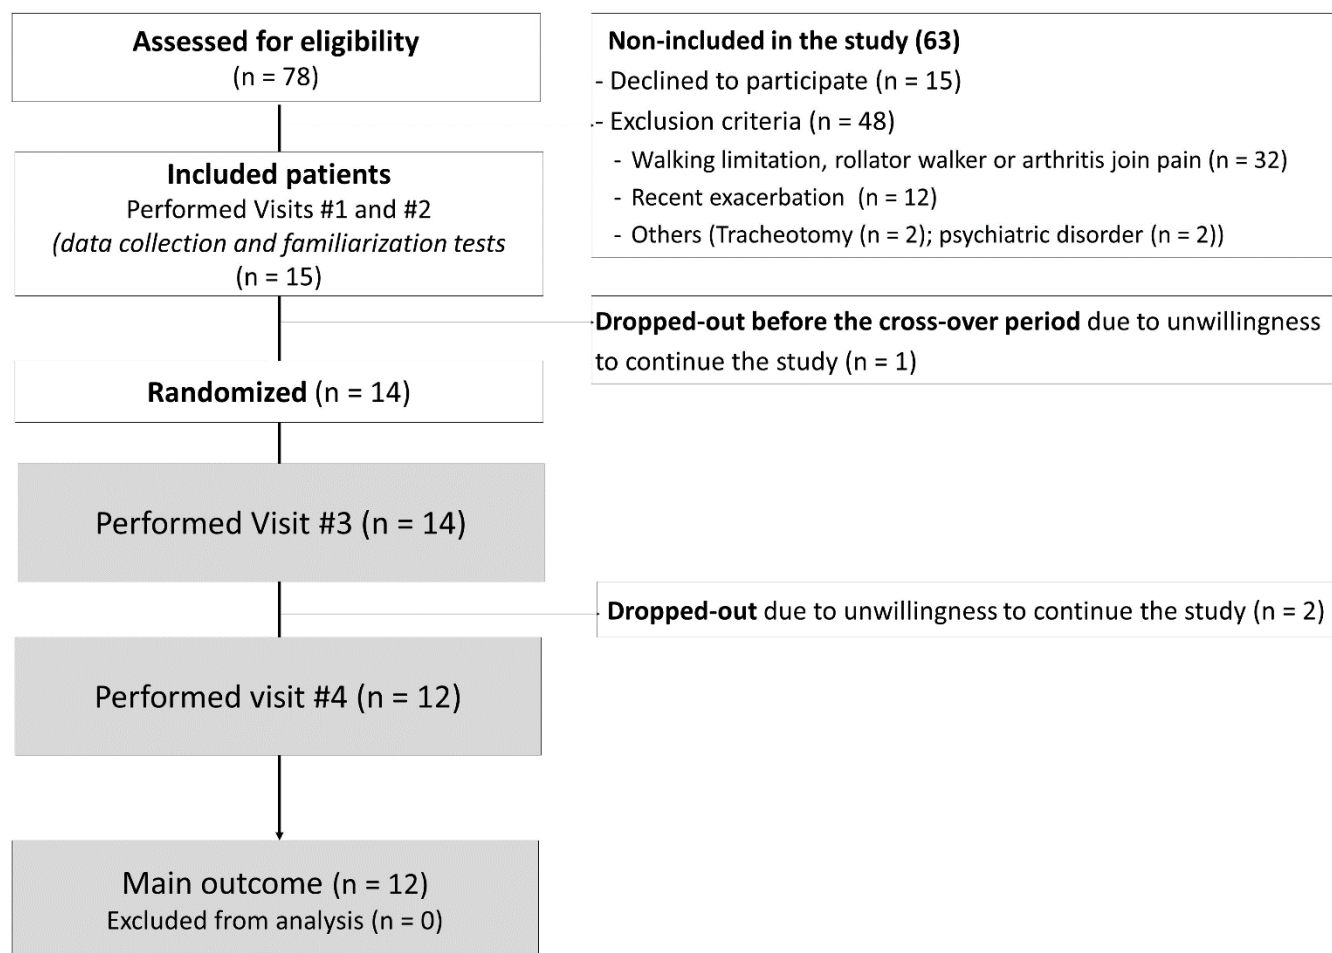 Assessed for eligibility
(n = 78)
Non-included in the study (63)
- Declined to participate (n = 15)
- Exclusion criteria (n = 48)
- Walking limitation, rollator walker or arthritis join pain (n = 32)
- Recent exacerbation (n = 12)
- Others (Tracheotomy (n = 2); psychiatric disorder (n = 2))
Included patients
Performed Visits #1 and #2
(data collection and familiarization tests
(n = 15)
Dropped-out before the cross-over period due to unwillingness
to continue the study (n = 1)
Randomized (n = 14)
Performed Visit #3 (n = 14)
Dropped-out due to unwillingness to continue the study (n = 2)
Performed visit #4 (n = 12)
Main outcome (n = 12)
Excluded from analysis (n = 0)